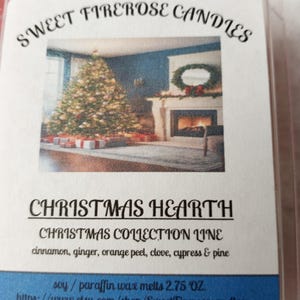 SWEET FIREROSE CANDLES
CHRISTMAS HEARTH
CHRISTMAS COLLECTION LINE
cinnamon, ginger, orange peel, clove, cypress & pine
soy / paraffin wax melts 2.75 OZ.